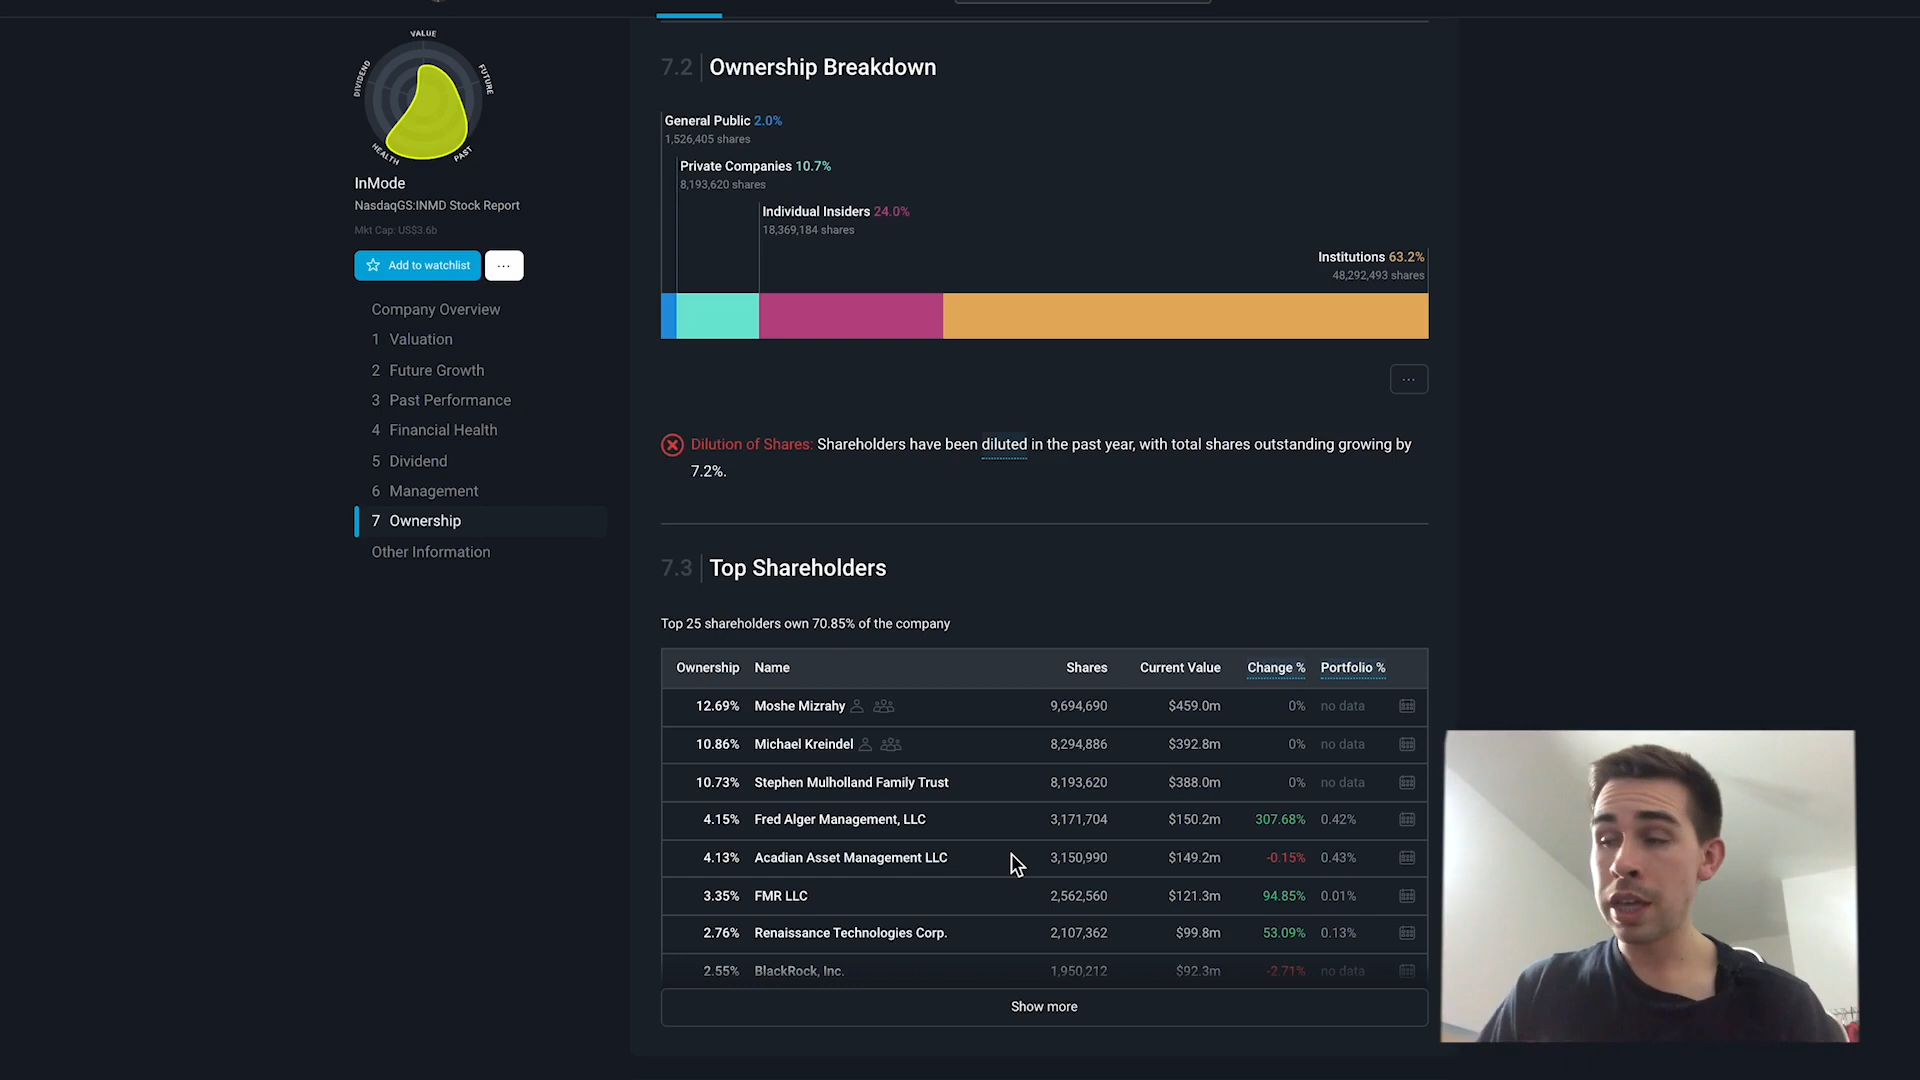 VALUE
FUTURE
PAST
HEALTH
DIVIDEND
InMode
NasdaqGS:INMD Stock Report
Mkt Cap: US$3.6b
Add to watchlist
...
Company Overview
1 Valuation
2 Future Growth
3 Past Performance
4 Financial Health
5 Dividend
6 Management
7 Ownership
Other Information
7.2 Ownership Breakdown
General Public 2.0%
1,526,405 shares
Private Companies 10.7%
8,193,620 shares
Individual Insiders 24.0%
18,369,184 shares
Institutions 63.2%
48,292,493 shares
...
Dilution of Shares: Shareholders have been diluted in the past year, with total shares outstanding growing by
7.2%.
7.3 Top Shareholders
Top 25 shareholders own 70.85% of the company
Ownership Name Shares Current Value Change % Portfolio %
12.69% Moshe Mizrahy 9,694,690 $459.0m 0% no data
10.86% Michael Kreindel 8,294,886 $392.8m 0% no data
10.73% Stephen Mulholland Family Trust 8,193,620 $388.0m 0% no data
4.15% Fred Alger Management, LLC 3,171,704 $150.2m 307.68% 0.42%
4.13% Acadian Asset Management LLC 3,150,990 $149.2m -0.15% 0.43%
3.35% FMR LLC 2,562,560 $121.3m 94.85% 0.01%
2.76% Renaissance Technologies Corp. 2,107,362 $99.8m 53.09% 0.13%
2.55% BlackRock, Inc. 1,950,212 $92.3m -2.71% no data
Show more